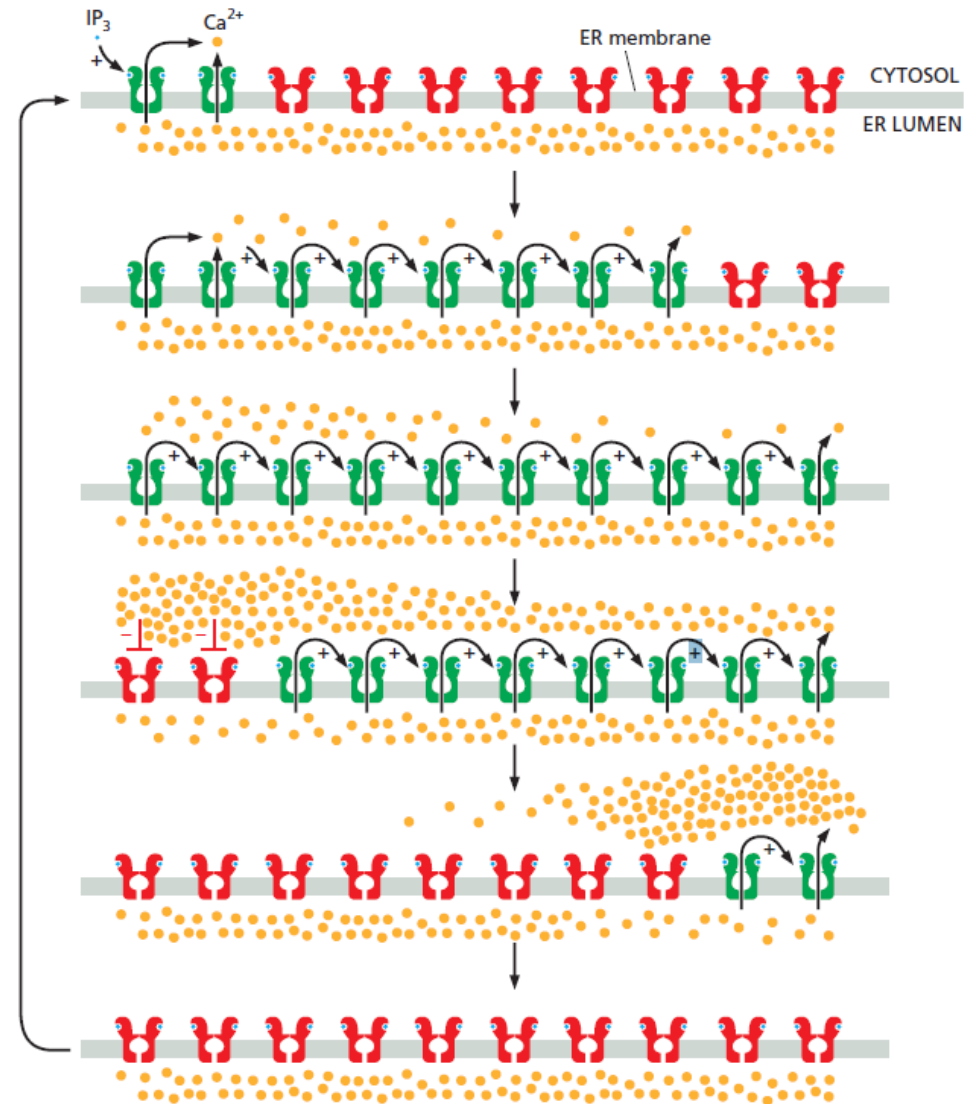 IP3
Ca2+
ER membrane
+
CYTOSOL
ER LUMEN
+ + + + + + +
+ + + + + + + + +
− −
+ + + + + + +
+